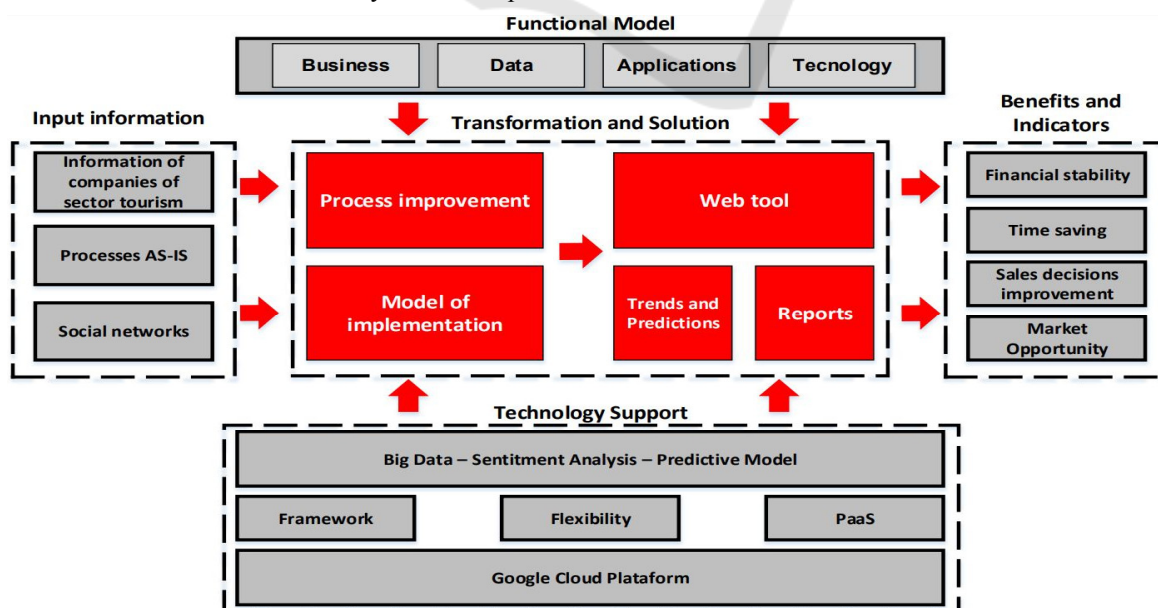 Functional Model
Business
Data
Applications
Tecnology
Input information
Information of
companies of
sector tourism
Processes AS-IS
Social networks
Transformation and Solution
Process improvement
Web tool
Model of
implementation
Trends and
Predictions
Reports
Benefits and
Indicators
Financial stability
Time saving
Sales decisions
improvement
Market
Opportunity
Technology Support
Big Data – Sentitment Analysis – Predictive Model
Framework
Flexibility
PaaS
Google Cloud Plataform